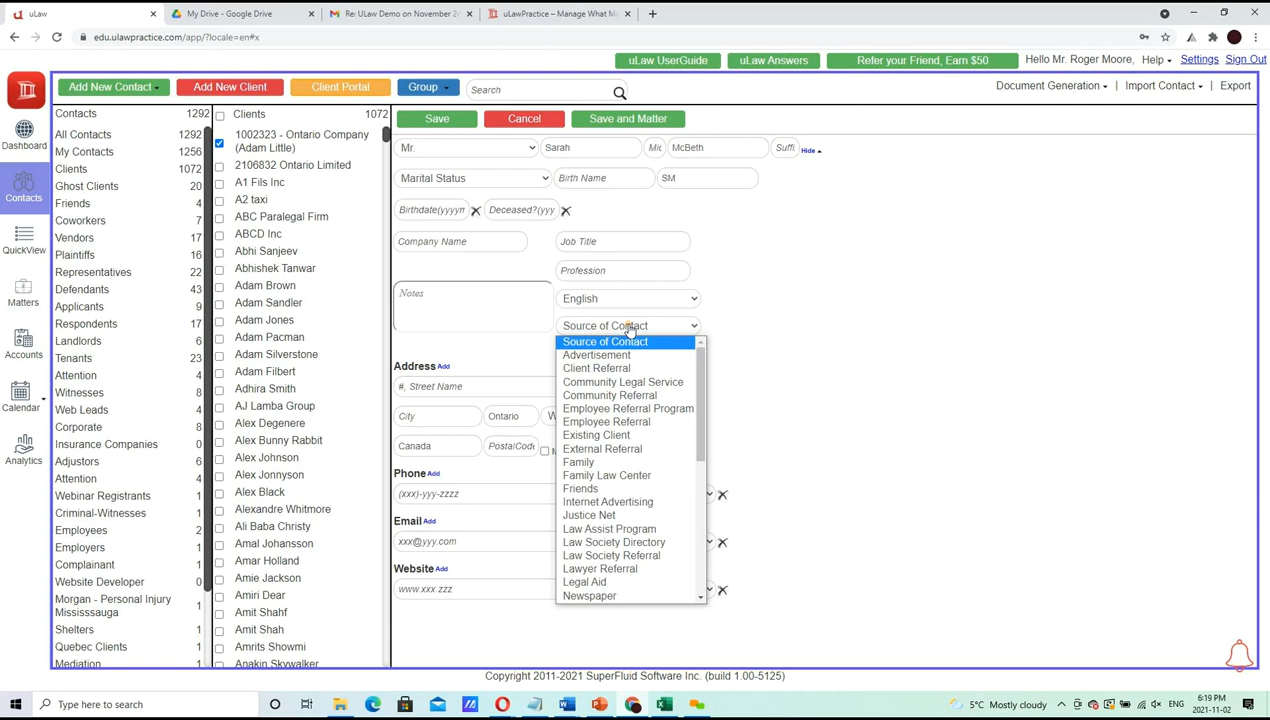 uLaw
My Drive - Google Drive
Re: ULaw Demo on November 2n
uLawPractice – Manage What M
edu.ulawpractice.com/app/?locale=en#x
uLaw UserGuide
uLaw Answers
Refer your Friend, Earn $50
Hello Mr. Roger Moore, Help
Settings
Sign Out
Add New Contact
Add New Client
Client Portal
Group
Search
Document Generation
Import Contact
Export
Dashboard
Contacts
QuickView
Matters
Accounts
Calendar
Analytics
Contacts 1292
All Contacts 1292
My Contacts 1256
Clients 1072
Ghost Clients 20
Friends 4
Coworkers 7
Vendors 17
Plaintiffs 16
Representatives 22
Defendants 43
Applicants 9
Respondents 17
Landlords 6
Tenants 23
Attention 4
Witnesses 8
Web Leads 4
Corporate 8
Insurance Companies 0
Adjustors 6
Attention 4
Webinar Registrants 1
Criminal-Witnesses 1
Employees 2
Employers 1
Complainant 1
Website Developer 0
Morgan - Personal Injury
Mississsauga 1
Shelters 1
Quebec Clients 1
Mediation 1
Clients 1072
1002323 - Ontario Company
(Adam Little)
2106832 Ontario Limited
A1 Fils Inc
A2 taxi
ABC Paralegal Firm
ABCD Inc
Abhi Sanjeev
Abhishek Tanwar
Adam Brown
Adam Sandler
Adam Jones
Adam Pacman
Adam Silverstone
Adam Filbert
Adhira Smith
AJ Lamba Group
Alex Degenere
Alex Bunny Rabbit
Alex Johnson
Alex Jonnyson
Alex Black
Alexandre Whitmore
Ali Baba Christy
Amal Johansson
Amar Holland
Amie Jackson
Amiri Dear
Amit Shahf
Amit Shah
Amrits Showmi
Anakin Skywalker
Save
Cancel
Save and Matter
Mr.
Sarah
Mid
McBeth
Suffi
Hide
Marital Status
Birth Name
SM
Birthdate(yyyym
Deceased?(yyy
Company Name
Job Title
Profession
Notes
English
Source of Contact
Source of Contact
Advertisement
Client Referral
Community Legal Service
Community Referral
Employee Referral Program
Employee Referral
Existing Client
External Referral
Family
Family Law Center
Friends
Internet Advertising
Justice Net
Law Assist Program
Law Society Directory
Law Society Referral
Lawyer Referral
Legal Aid
Newspaper
Address Add
#, Street Name
City
Ontario
W
Canada
PostalCode
Phone Add
(xxx)-yyy-zzzz
Email Add
xxx@yyy.com
Website Add
www.xxx.zzz
Copyright 2011-2021 SuperFluid Software Inc. (build 1.00-5125)
Type here to search
5°C Mostly cloudy
ENG
6:19 PM
2021-11-02